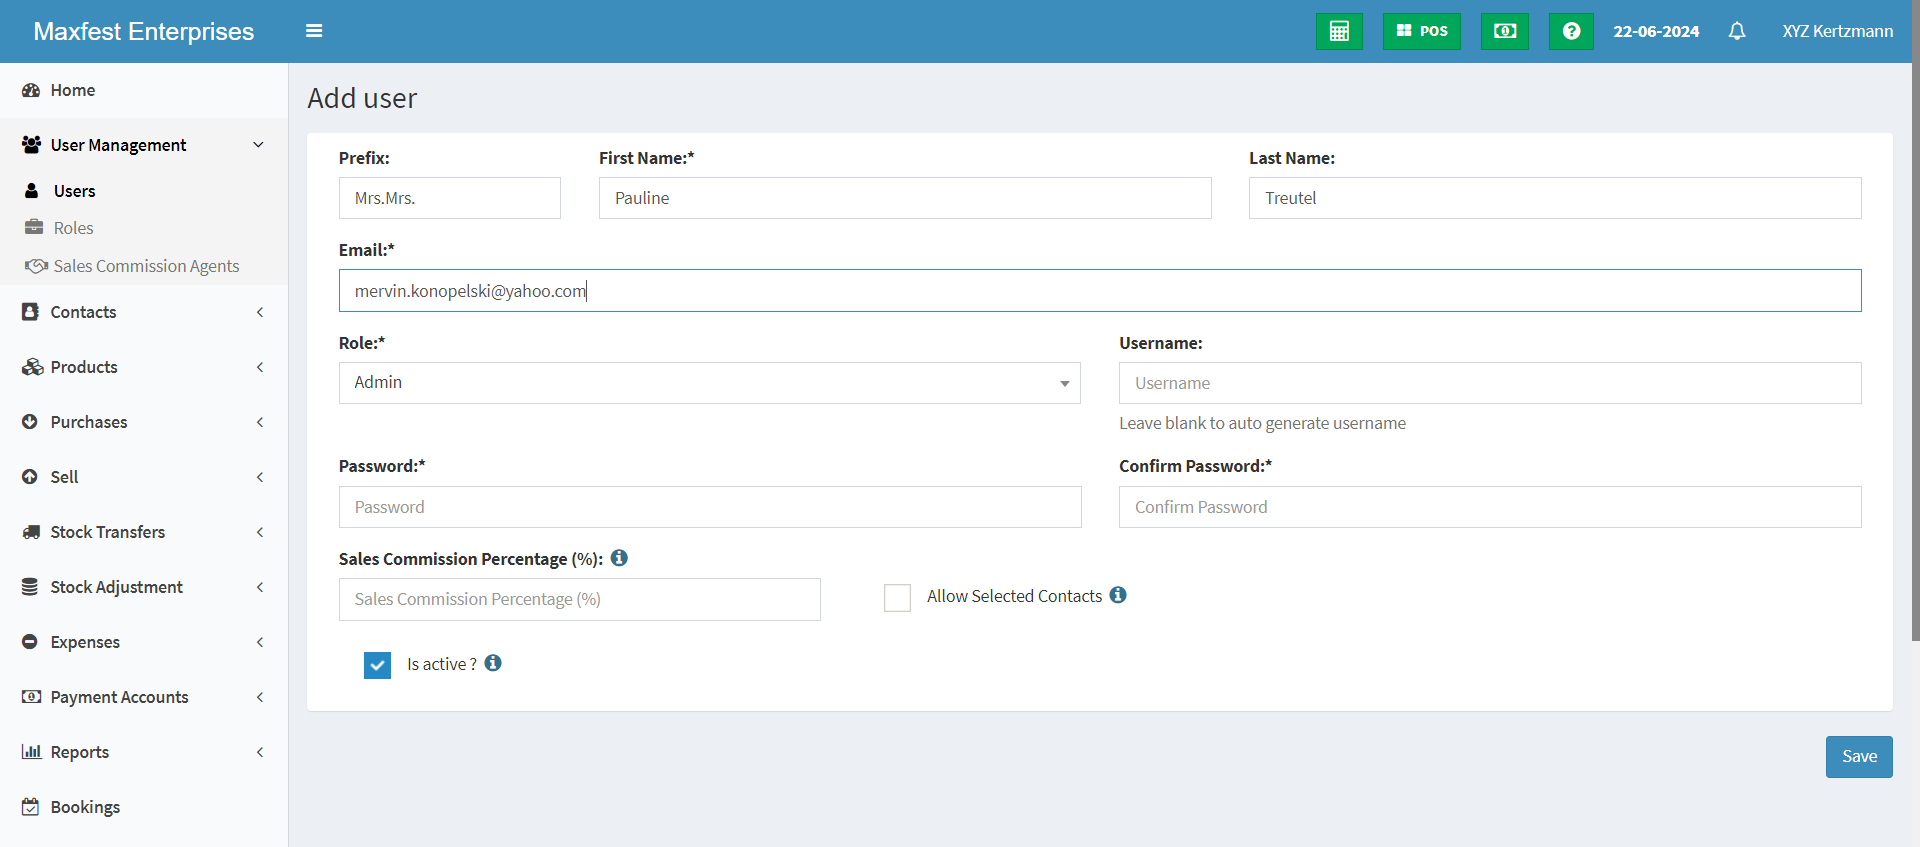 Maxfest Enterprises
POS
22-06-2024
XYZ Kertzmann
Home
User Management
Users
Roles
Sales Commission Agents
Contacts
Products
Purchases
Sell
Stock Transfers
Stock Adjustment
Expenses
Payment Accounts
Reports
Bookings
Add user
Prefix:
First Name:*
Last Name:
Mrs.Mrs.
Pauline
Treutel
Email:*
mervin.konopelski@yahoo.com
Role:*
Username:
Admin
Username
Leave blank to auto generate username
Password:*
Confirm Password:*
Password
Confirm Password
Sales Commission Percentage (%):
Sales Commission Percentage (%)
Allow Selected Contacts
Is active ?
Save